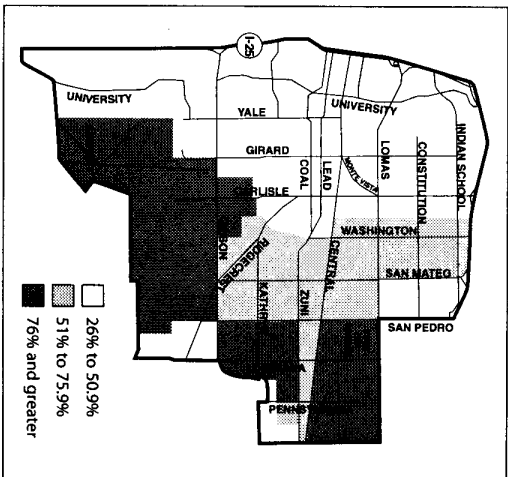 I-25
UNIVERSITY
YALE
UNIVERSITY
GIRARD
COAL
LEAD
MONTE VISTA
LOMAS
CONSTITUTION
INDIAN SCHOOL
CARLISLE
WASHINGTON
RIDGECREST
CENTRAL
SAN MATEO
ZUNI
SAN PEDRO
26% to 50.9%
51% to 75.9%
76% and greater